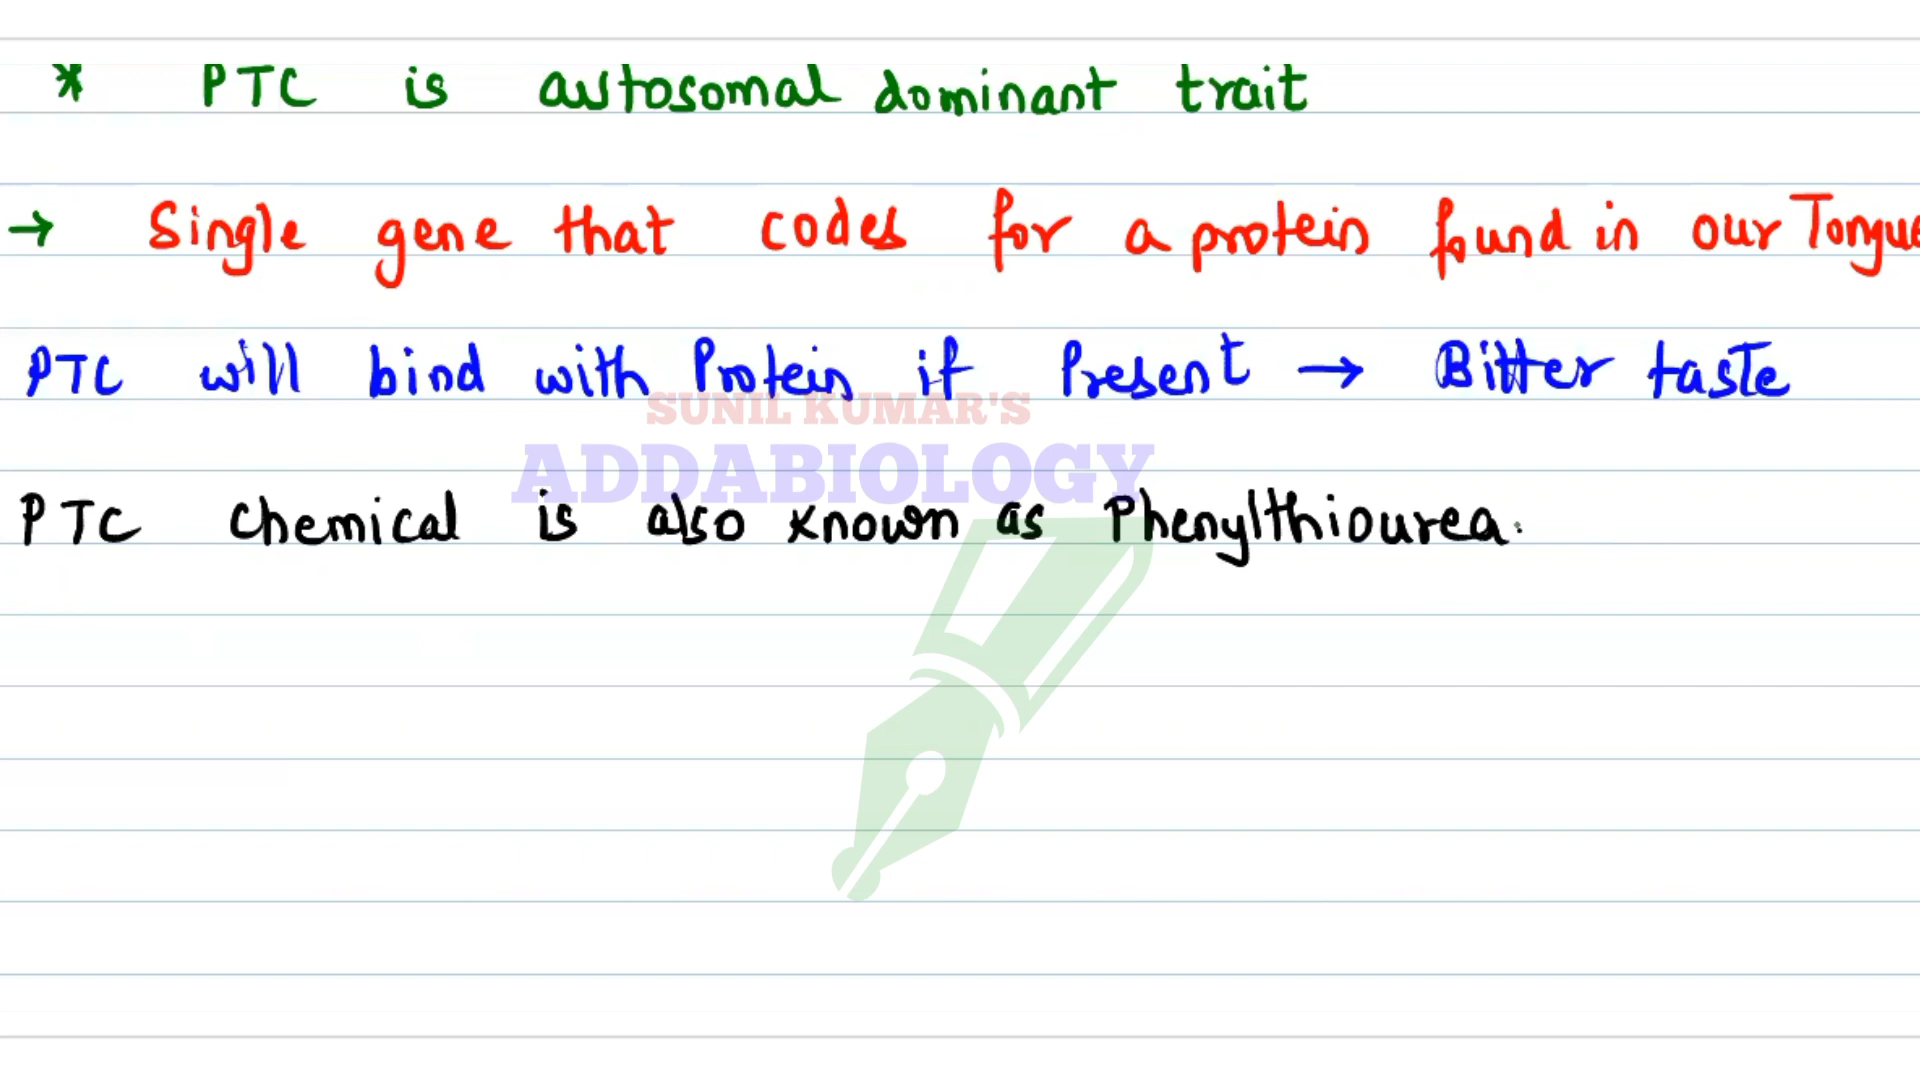 * PTC is autosomal dominant trait
→ Single gene that codes for a protein found in our Tongue
PTC will bind with Protein if Present → Bitter taste
SUNIL KUMAR'S
ADDABIOLOGY
PTC Chemical is also known as Phenylthiourea.